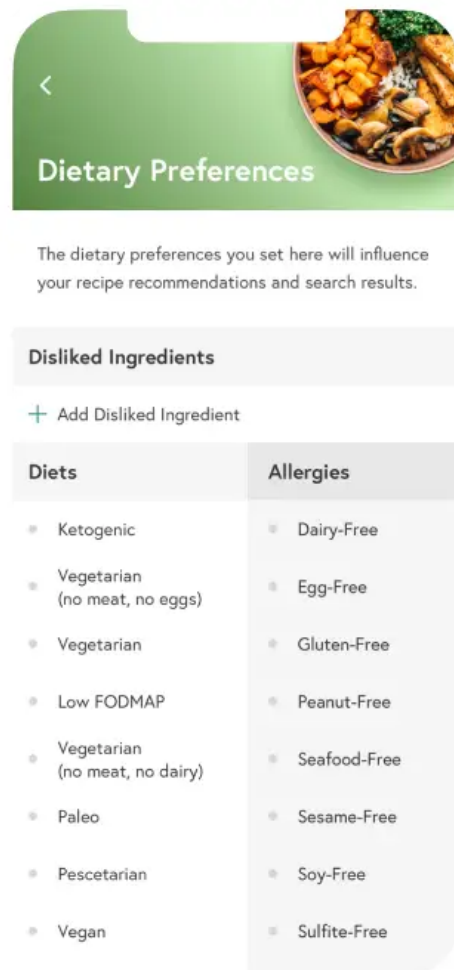 Dietary Preferences
The dietary preferences you set here will influence
your recipe recommendations and search results.
Disliked Ingredients
+ Add Disliked Ingredient
Diets
Ketogenic
Vegetarian
(no meat, no eggs)
Vegetarian
Low FODMAP
Vegetarian
(no meat, no dairy)
Paleo
Pescetarian
Vegan
Allergies
Dairy-Free
Egg-Free
Gluten-Free
Peanut-Free
Seafood-Free
Sesame-Free
Soy-Free
Sulfite-Free